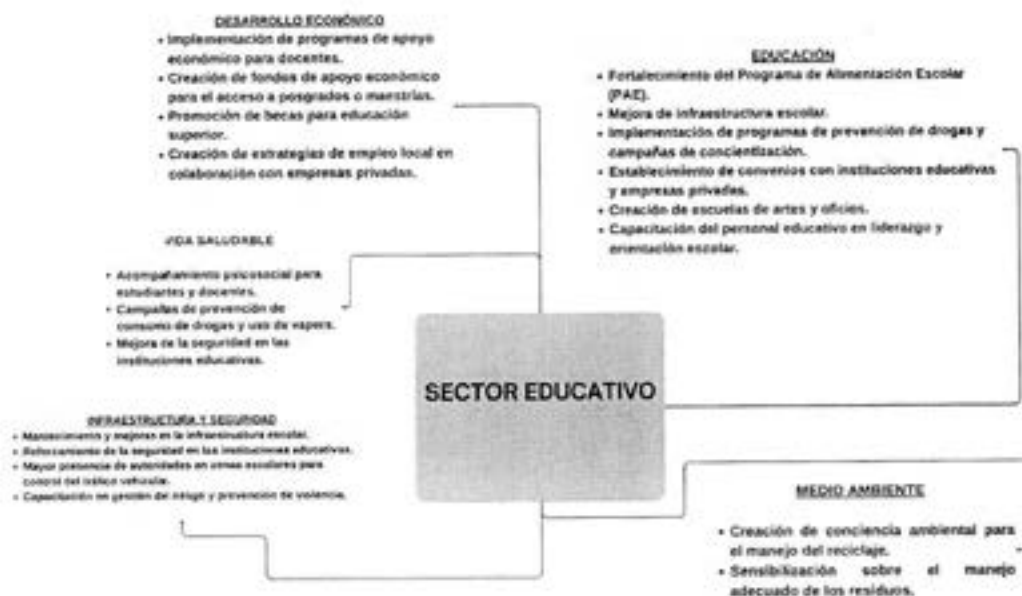 DESARROLLO ECONÓMICO
• Implementación de programas de apoyo
económico para docentes.
• Creación de fondos de apoyo económico
para el acceso a posgrados o maestrías.
• Promoción de becas para educación
superior.
• Creación de estrategias de empleo local en
colaboración con empresas privadas.
EDUCACIÓN
• Fortalecimiento del Programa de Alimentación Escolar
(PAE).
• Mejora de infraestructura escolar.
• Implementación de programas de prevención de drogas y
campañas de concientización.
• Establecimiento de convenios con instituciones educativas
y empresas privadas.
• Creación de escuelas de artes y oficios.
• Capacitación del personal educativo en liderazgo y
orientación escolar.
VIDA SALUDABLE
• Acompañamiento psicosocial para
estudiantes y docentes.
• Campañas de prevención de
consumo de drogas y uso de vapers.
• Mejora de la seguridad en las
instituciones educativas.
SECTOR EDUCATIVO
INFRAESTRUCTURA Y SEGURIDAD
• Mantenimiento y mejoras en la infraestructura escolar.
• Reforzamiento de la seguridad en las instituciones educativas.
• Mayor presencia de autoridades en zonas escolares para
control del tráfico vehicular.
• Capacitación en gestión del riesgo y prevención de violencia.
MEDIO AMBIENTE
• Creación de conciencia ambiental para
el manejo del reciclaje.
• Sensibilización sobre el manejo
adecuado de los residuos.